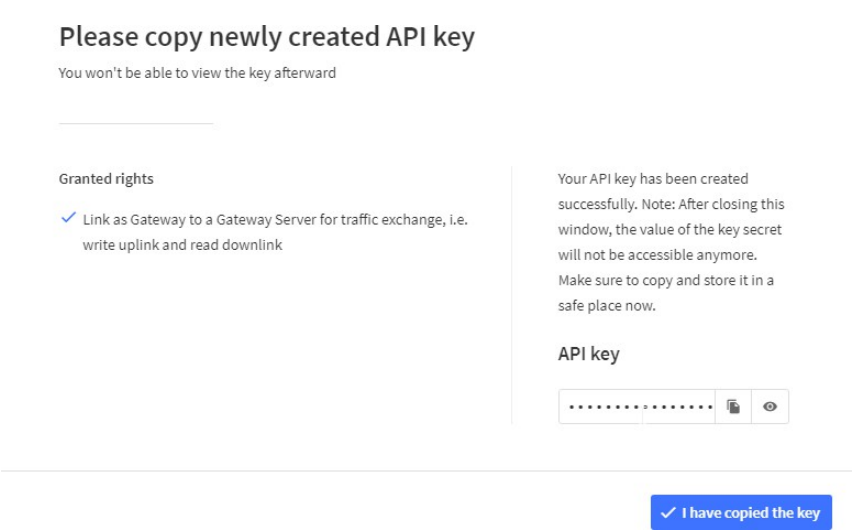 Please copy newly created API key
You won't be able to view the key afterward
Granted rights
Link as Gateway to a Gateway Server for traffic exchange, i.e.
write uplink and read downlink
Your API key has been created
successfully. Note: After closing this
window, the value of the key secret
will not be accessible anymore.
Make sure to copy and store it in a
safe place now.
API key
I have copied the key